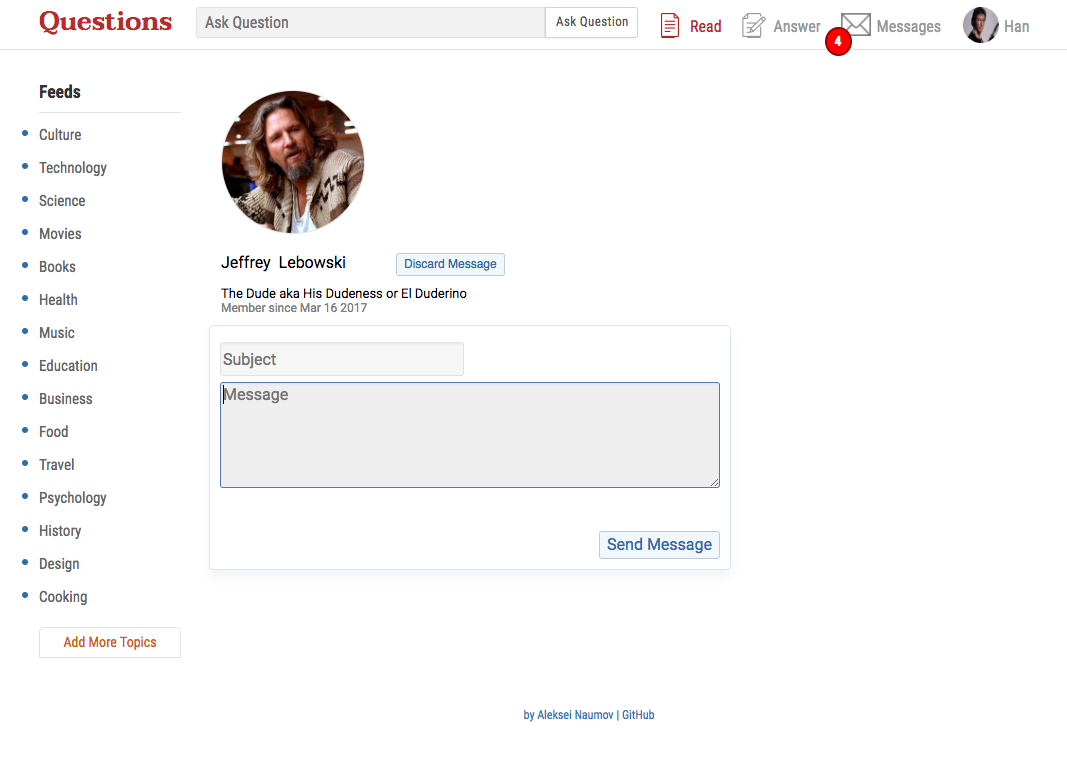 Questions
Ask Question
Ask Question
Read
Answer
4
Messages
Han
Feeds
Culture
Technology
Science
Movies
Books
Health
Music
Education
Business
Food
Travel
Psychology
History
Design
Cooking
Add More Topics
Jeffrey Lebowski
Discard Message
The Dude aka His Dudeness or El Duderino
Member since Mar 16 2017
Subject
Message
Send Message
by Aleksei Naumov | GitHub